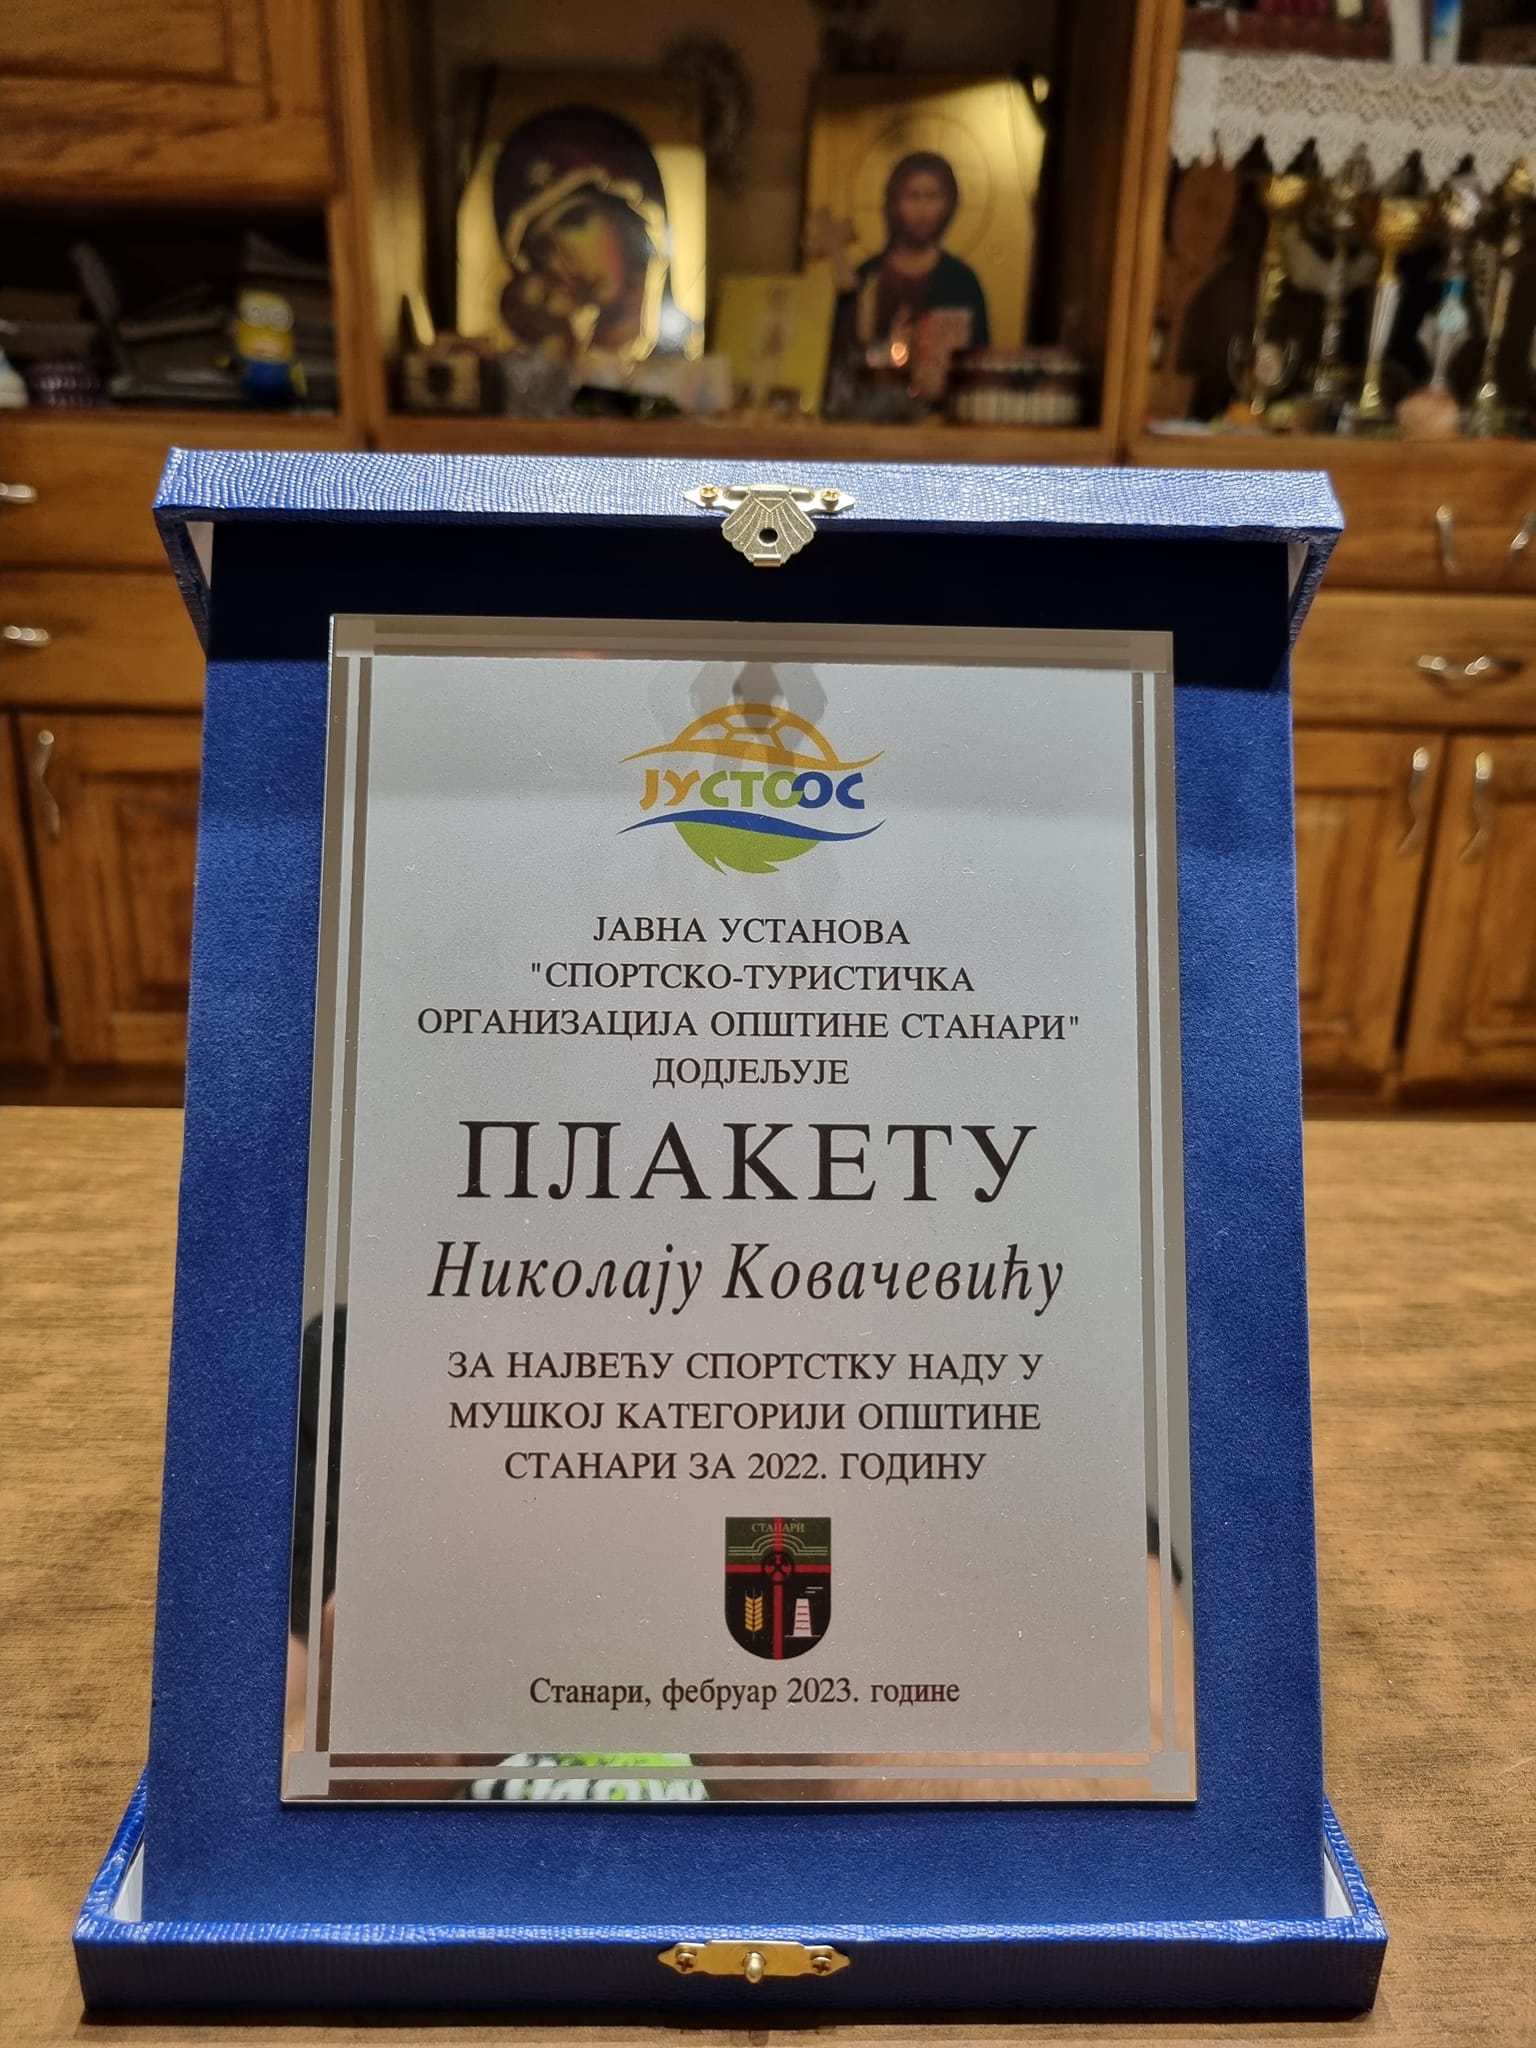 ЈУСТООС
ЈАВНА УСТАНОВА
"СПОРТСКО-ТУРИСТИЧКА
ОРГАНИЗАЦИЈА ОПШТИНЕ СТАНАРИ"
ДОДЈЕЉУЈЕ
ПЛАКЕТУ
Николају Ковачевићу
ЗА НАЈВЕЋУ СПОРТСТКУ НАДУ У
МУШКОЈ КАТЕГОРИЈИ ОПШТИНЕ
СТАНАРИ ЗА 2022. ГОДИНУ
СТАНАРИ
Станари, фебруар 2023. године